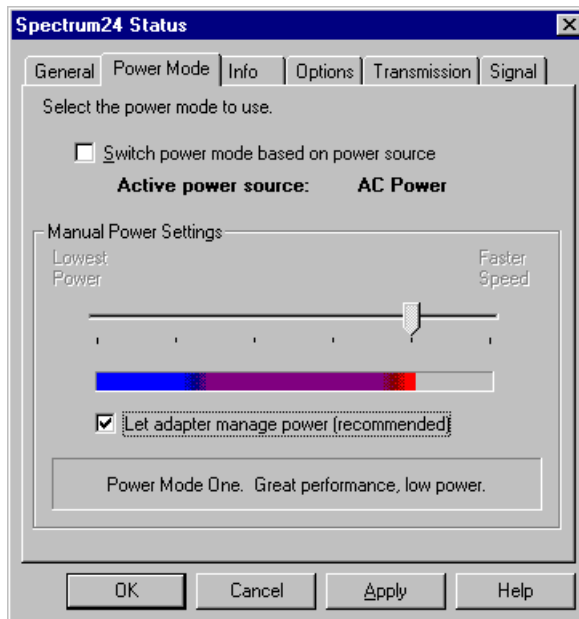 Spectrum24 Status
General Power Mode Info Options Transmission Signal
Select the power mode to use.
Switch power mode based on power source
Active power source: AC Power
Manual Power Settings
Lowest Faster
Power Speed
Let adapter manage power (recommended)
Power Mode One. Great performance, low power.
OK Cancel Apply Help